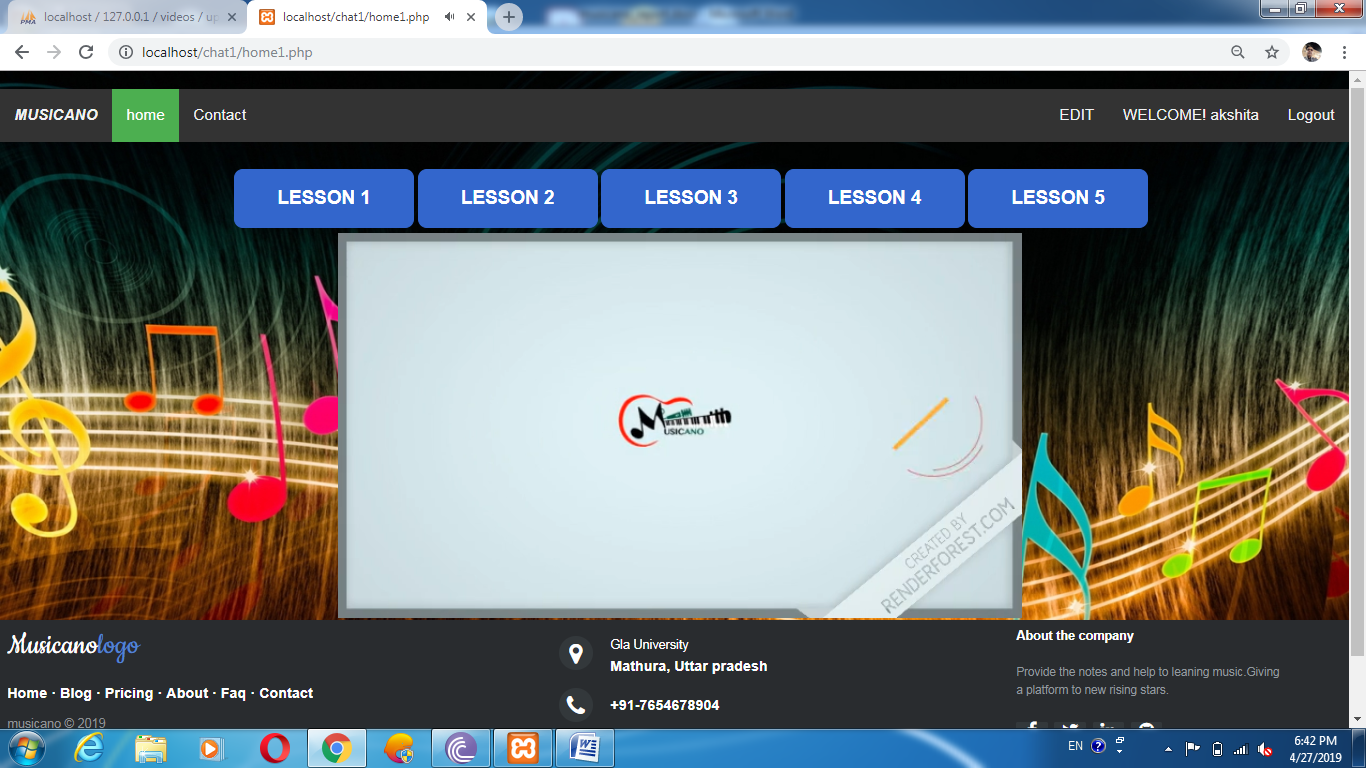 localhost / 127.0.0.1 / videos / up
localhost/chat1/home1.php
localhost/chat1/home1.php
MUSICANO
home
Contact
EDIT
WELCOME! akshita
Logout
LESSON 1
LESSON 2
LESSON 3
LESSON 4
LESSON 5
MUSICANO
CREATED BY
RENDERFOREST.COM
Musicanologo
Home · Blog · Pricing · About · Faq · Contact
musicano © 2019
Gla University
Mathura, Uttar pradesh
+91-7654678904
About the company
Provide the notes and help to leaning music.Giving
a platform to new rising stars.
EN
6:42 PM
4/27/2019